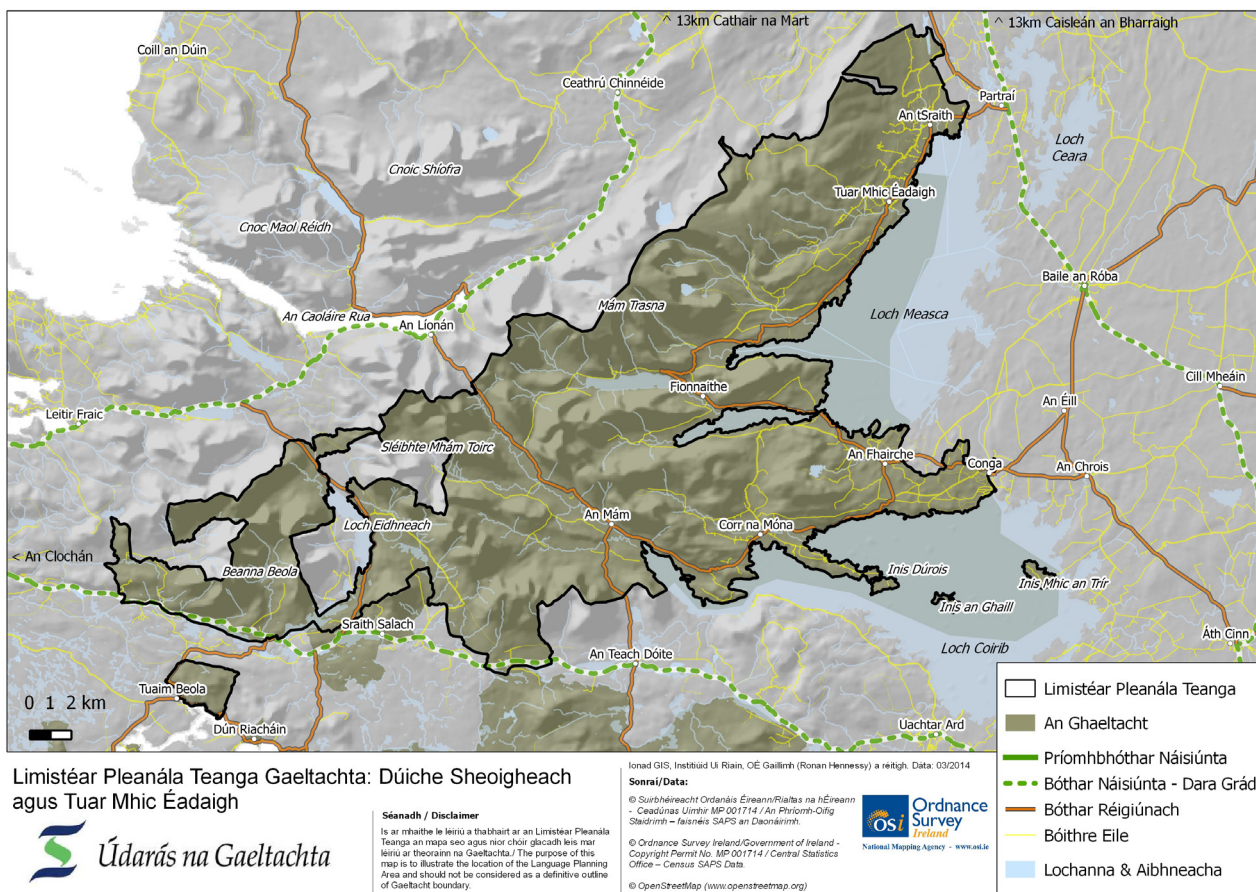 ^ 13km Cathair na Mart
^ 13km Caisleán an Bharraigh
Coill an Dúin
Ceathrú Chinnéide
Partraí
An tSraith
Loch Ceara
Cnoic Shíofra
Tuar Mhic Éadaigh
Cnoc Maol Réidh
Baile an Róba
Mám Trasna
An Caoláire Rua
An Líonán
Loch Measca
Cill Mheáin
Fionnaithe
Leitir Fraic
An Éill
Sléibhte Mhám Toirc
An Fhairche
Conga
An Chrois
Loch Eidhneach
An Mám
Corr na Móna
< An Clochán
Beanna Beola
Inis Dúrois
Inis Mhic an Trír
Inis an Ghaill
Sraith Salach
Loch Coirib
Áth Cinn
An Teach Dóite
Tuaim Beola
0 1 2 km
Dún Riacháin
Uachtar Ard
Limistéar Pleanála Teanga
An Ghaeltacht
Príomhbhóthar Náisiúnta
Bóthar Náisiúnta - Dara Grád
Bóthar Réigiúnach
Bóithre Eile
Lochanna & Aibhneacha
Limistéar Pleanála Teanga Gaeltachta: Dúiche Sheoigheach
agus Tuar Mhic Éadaigh
Údarás na Gaeltachta
Séanadh / Disclaimer
Is ar mhaithe le léiriú a thabhairt ar an Limistéar Pleanála
Teanga an mapa seo agus níor chóir glacadh leis mar
léiriú ar theorainn na Gaeltachta./ The purpose of this
map is to illustrate the location of the Language Planning
Area and should not be considered as a definitive outline
of Gaeltacht boundary.
Ionad GIS, Institiúid Uí Riain, OÉ Gaillimh (Ronan Hennessy) a réitigh. Dáta: 03/2014
Sonraí/Data:
© Suirbhéireacht Ordanáis Éireann/Rialtas na hÉireann
- Ceadúnas Uimhir MP 001714 / An Phríomh-Oifig
Staidrimh – faisnéis SAPS an Daonáirimh.
© Ordnance Survey Ireland/Government of Ireland -
Copyright Permit No. MP 001714 / Central Statistics
Office – Census SAPS Data.
© OpenStreetMap (www.openstreetmap.org)
osi
Ordnance
Survey
Ireland
National Mapping Agency - www.osi.ie